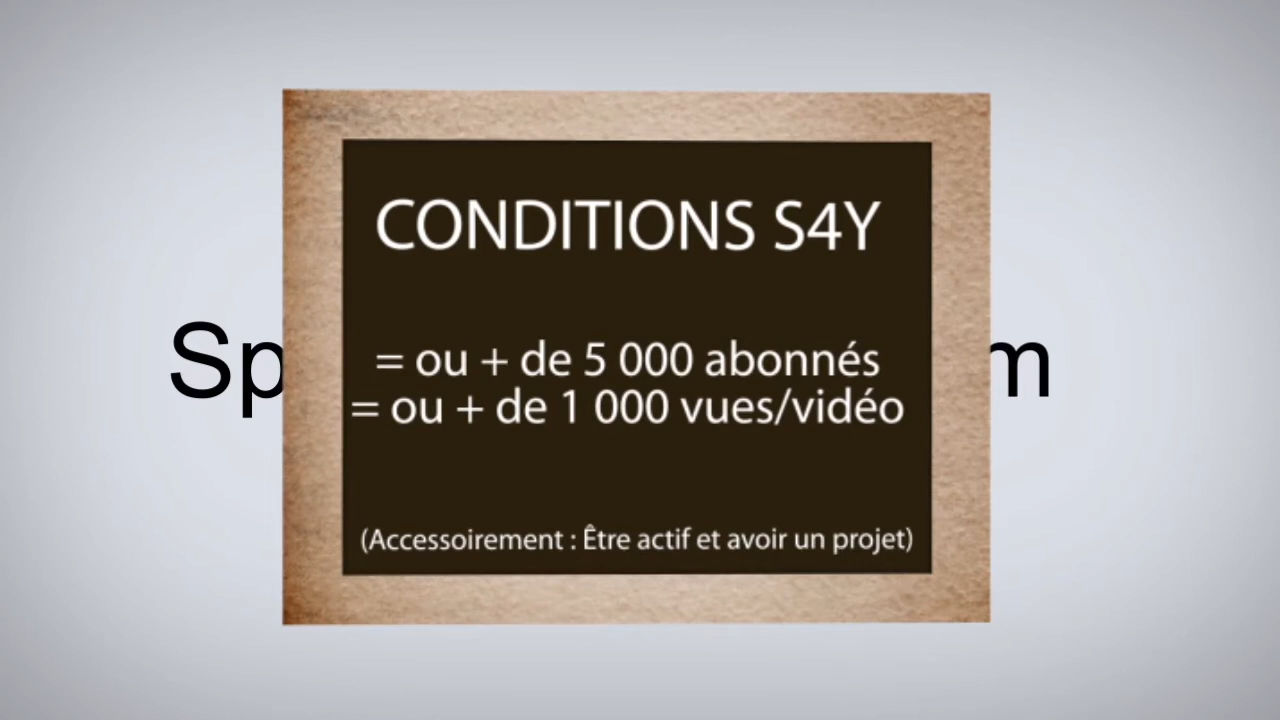 CONDITIONS S4Y
= ou + de 5 000 abonnés
= ou + de 1 000 vues/vidéo
(Accessoirement : Être actif et avoir un projet)